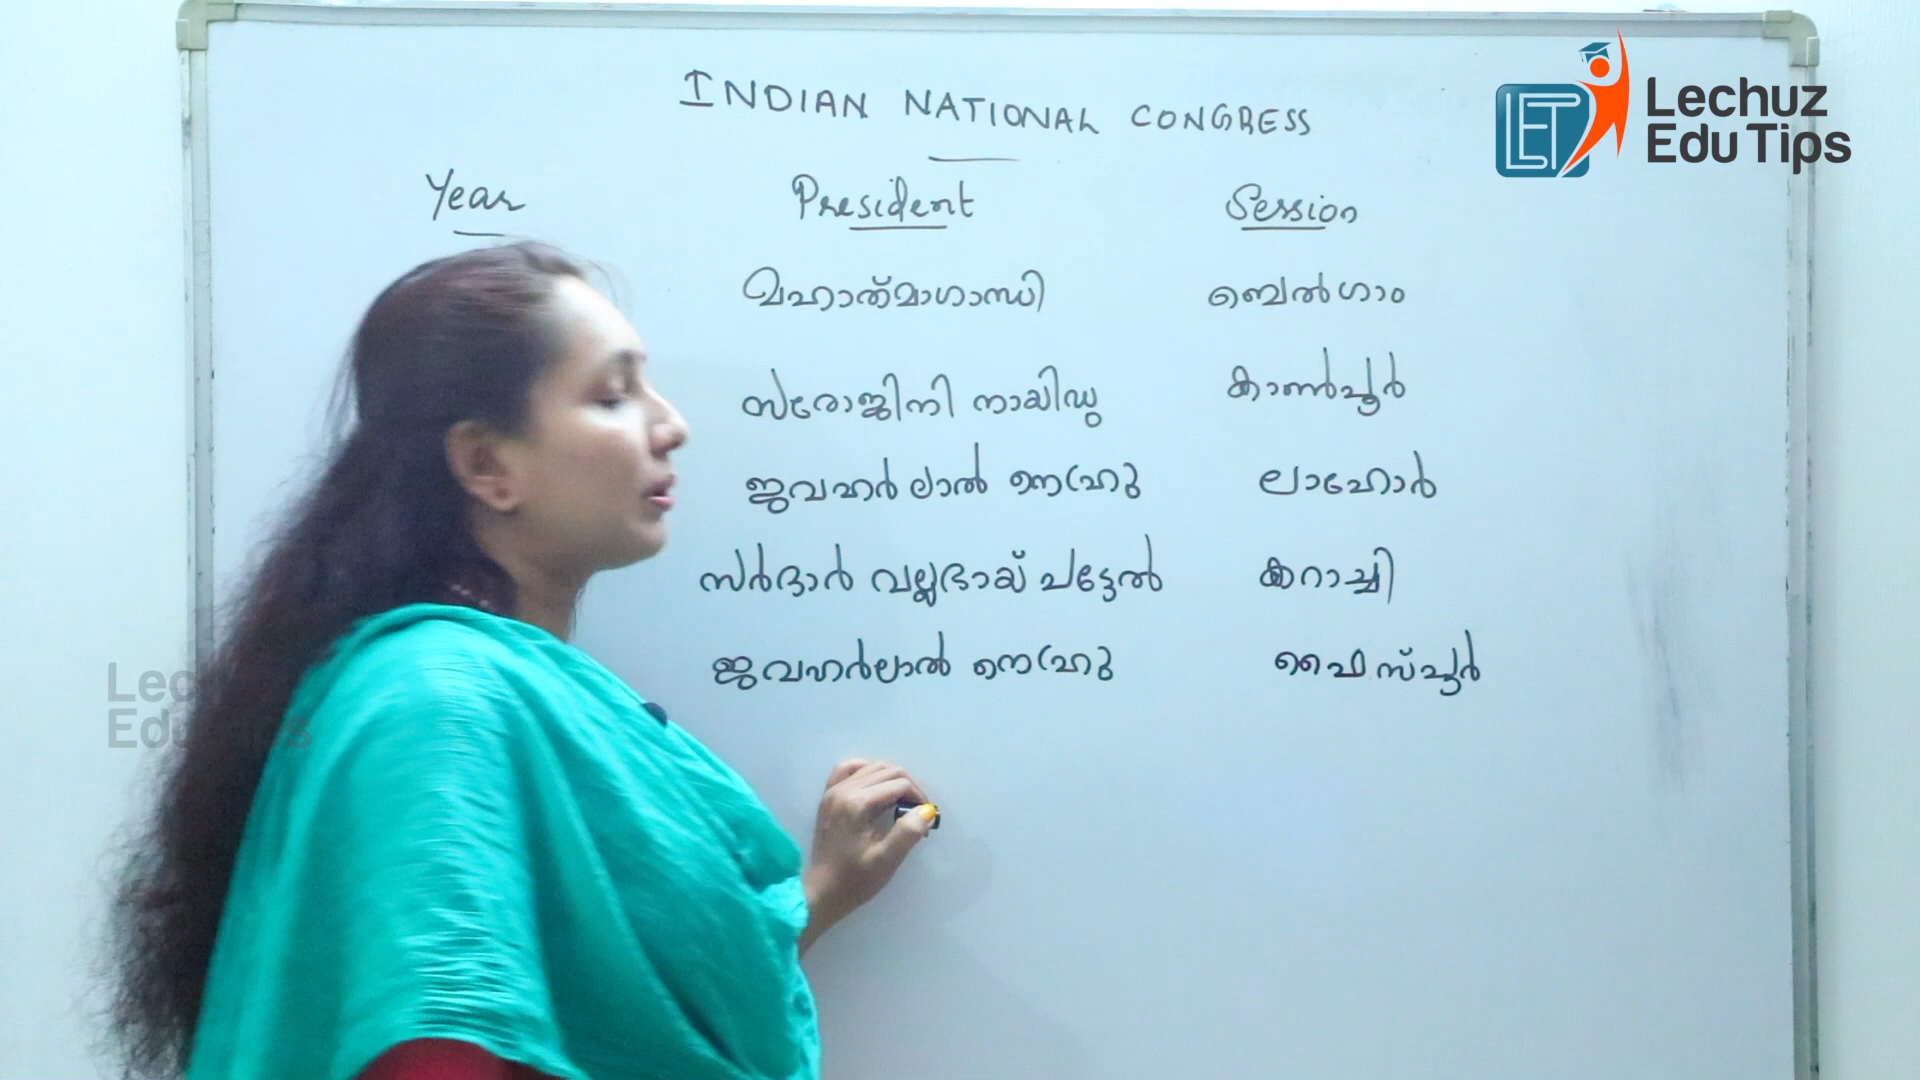 INDIAN NATIONAL CONGRESS
Lechuz
Edu Tips
Year President Session
മഹാത്മാഗാന്ധി ബെൽഗാം
സരോജിനി നായിഡു കാൺപൂർ
ജവഹർലാൽ നെഹ്രു ലാഹോർ
സർദാർ വല്ലഭായ് പട്ടേൽ കറാച്ചി
ജവഹർലാൽ നെഹ്രു ഫൈസ്പൂർ